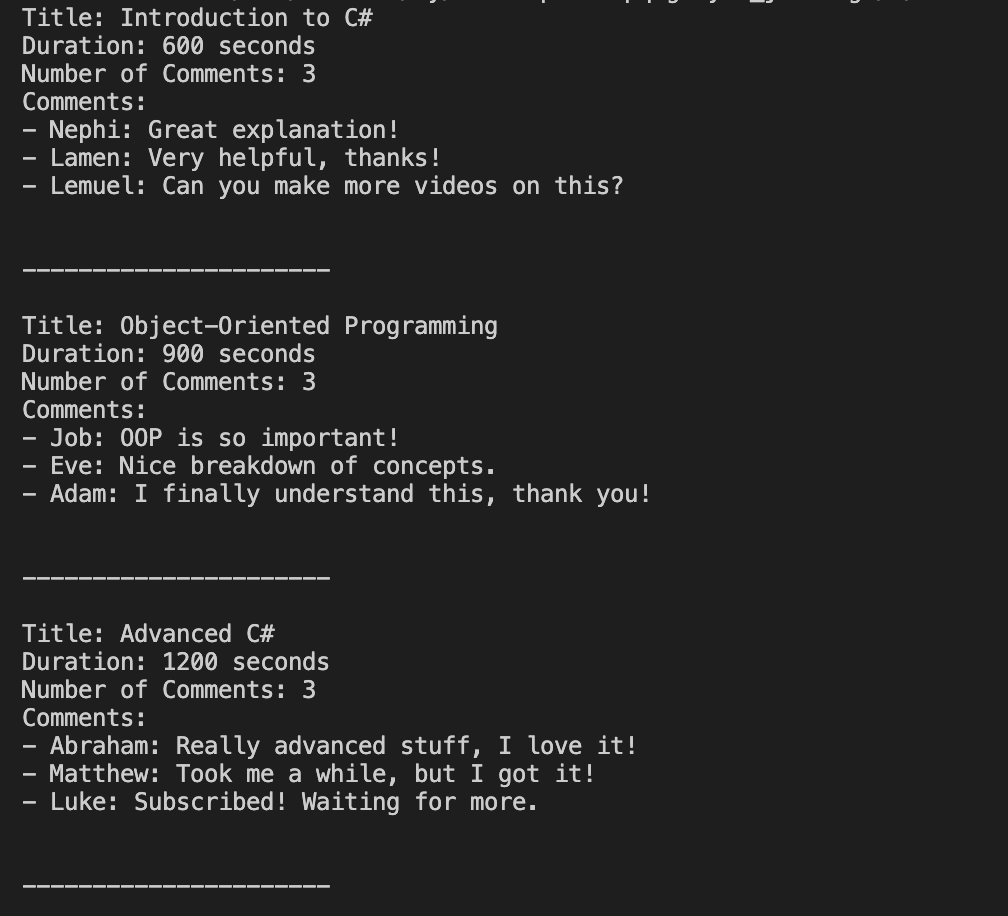 Title: Introduction to C#
Duration: 600 seconds
Number of Comments: 3
Comments:
- Nephi: Great explanation!
- Lamen: Very helpful, thanks!
- Lemuel: Can you make more videos on this?
----------------------
Title: Object-Oriented Programming
Duration: 900 seconds
Number of Comments: 3
Comments:
- Job: OOP is so important!
- Eve: Nice breakdown of concepts.
- Adam: I finally understand this, thank you!
----------------------
Title: Advanced C#
Duration: 1200 seconds
Number of Comments: 3
Comments:
- Abraham: Really advanced stuff, I love it!
- Matthew: Took me a while, but I got it!
- Luke: Subscribed! Waiting for more.
----------------------